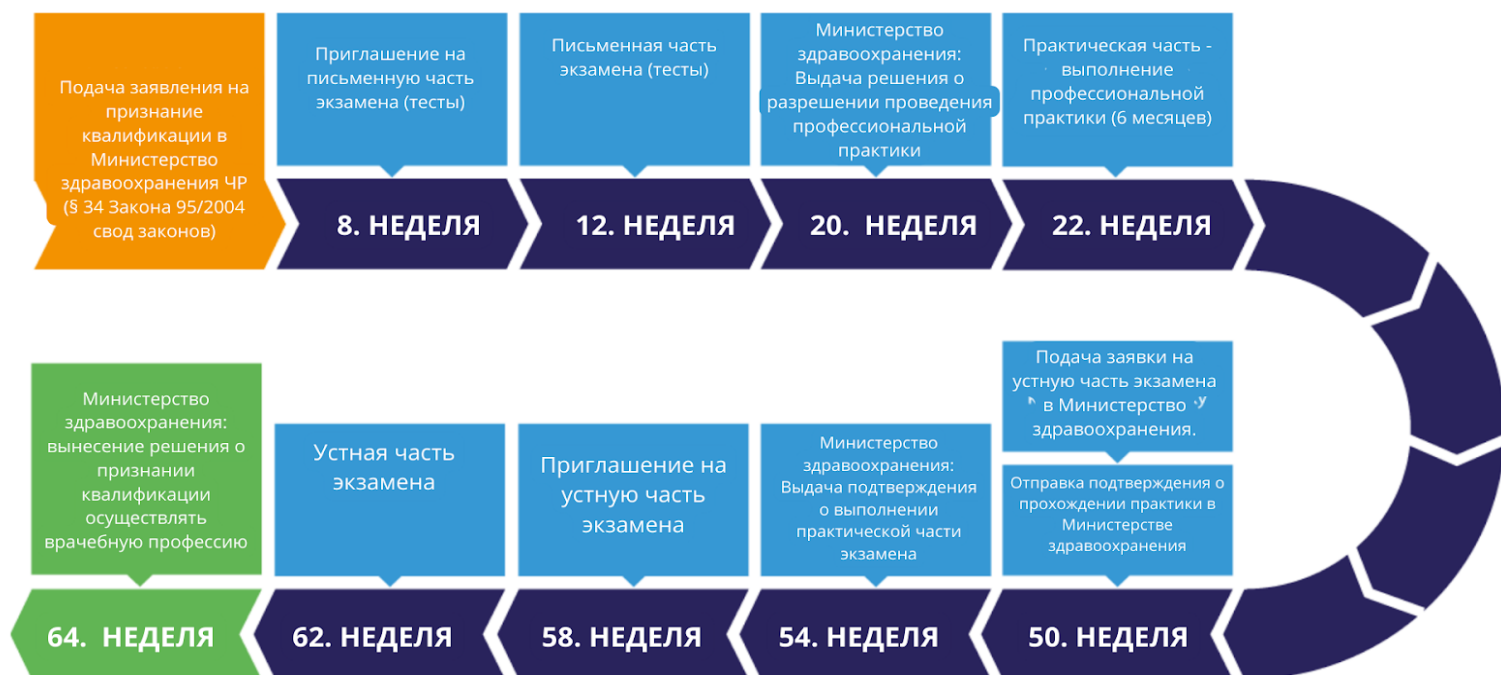 Подача заявления на
признание
квалификации в
Министерство
здравоохранения ЧР
(§ 34 Закона 95/2004
свод законов)
Приглашение на
письменную часть
экзамена (тесты)
8. НЕДЕЛЯ
Письменная часть
экзамена (тесты)
12. НЕДЕЛЯ
Министерство
здравоохранения:
Выдача решения о
разрешении проведения
профессиональной
практики
20. НЕДЕЛЯ
Практическая часть -
выполнение
профессиональной
практики (6 месяцев)
22. НЕДЕЛЯ
Подача заявки на
устную часть экзамена
в Министерство
здравоохранения.
Отправка подтверждения о
прохождении практики в
Министерстве
здравоохранения
50. НЕДЕЛЯ
Министерство
здравоохранения:
Выдача подтверждения
о выполнении
практической части
экзамена
54. НЕДЕЛЯ
Приглашение на
устную часть
экзамена
58. НЕДЕЛЯ
Устная часть
экзамена
62. НЕДЕЛЯ
Министерство
здравоохранения:
вынесение решения о
признании
квалификации
осуществлять
врачебную профессию
64. НЕДЕЛЯ